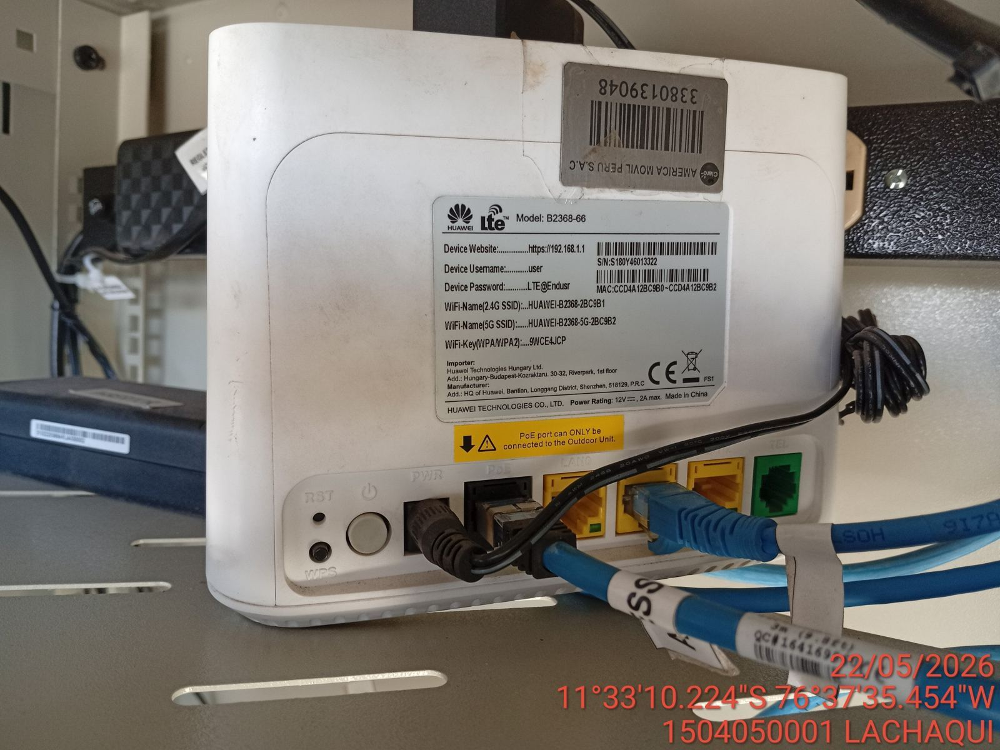 3380139048
Claro AMERICA MOVIL PERU S.A.C
HUAWEI Lte™ Model: B2368-66
Device Website:...............https://192.168.1.1
S/N:S180Y46013322
Device Username:............user
Device Password:............LTE@Endusr
MAC:CCD4A12BC9B0~CCD4A12BC9B2
WiFi-Name(2.4G SSID):...HUAWEI-B2368-2BC9B1
WiFi-Name(5G SSID):......HUAWEI-B2368-5G-2BC9B2
WiFi-Key(WPA/WPA2):....9WCE4JCP
Importer:
Huawei Technologies Hungary Ltd.
Add.: Hungary-Budapest-Kozraktaru. 30-32, Riverpark, 1st floor
Manufacturer:
Add.: HQ of Huawei, Bantian, Longgang District, Shenzhen, 518129, P.R.C
CE
FS1
HUAWEI TECHNOLOGIES CO., LTD. Power Rating: 12V⎓, 2A max. Made in China
PoE port can ONLY be
connected to the Outdoor Unit.
RST
PWR
PoE
TEL
WPS
20AWG
3m
22/05/2026
11°33'10.224"S 76°37'35.454"W
1504050001 LACHAQUI